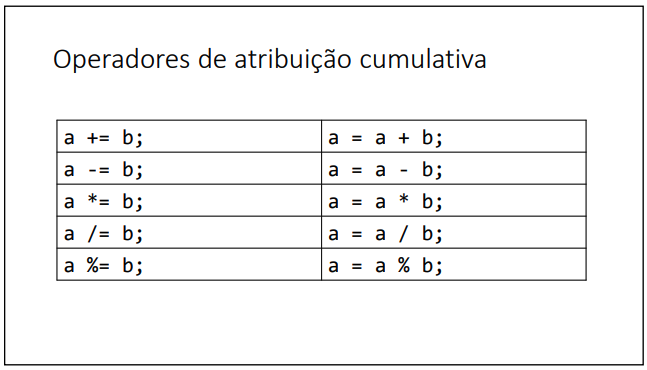 Operadores de atribuição cumulativa
a += b; a = a + b;
a -= b; a = a - b;
a *= b; a = a * b;
a /= b; a = a / b;
a %= b; a = a % b;